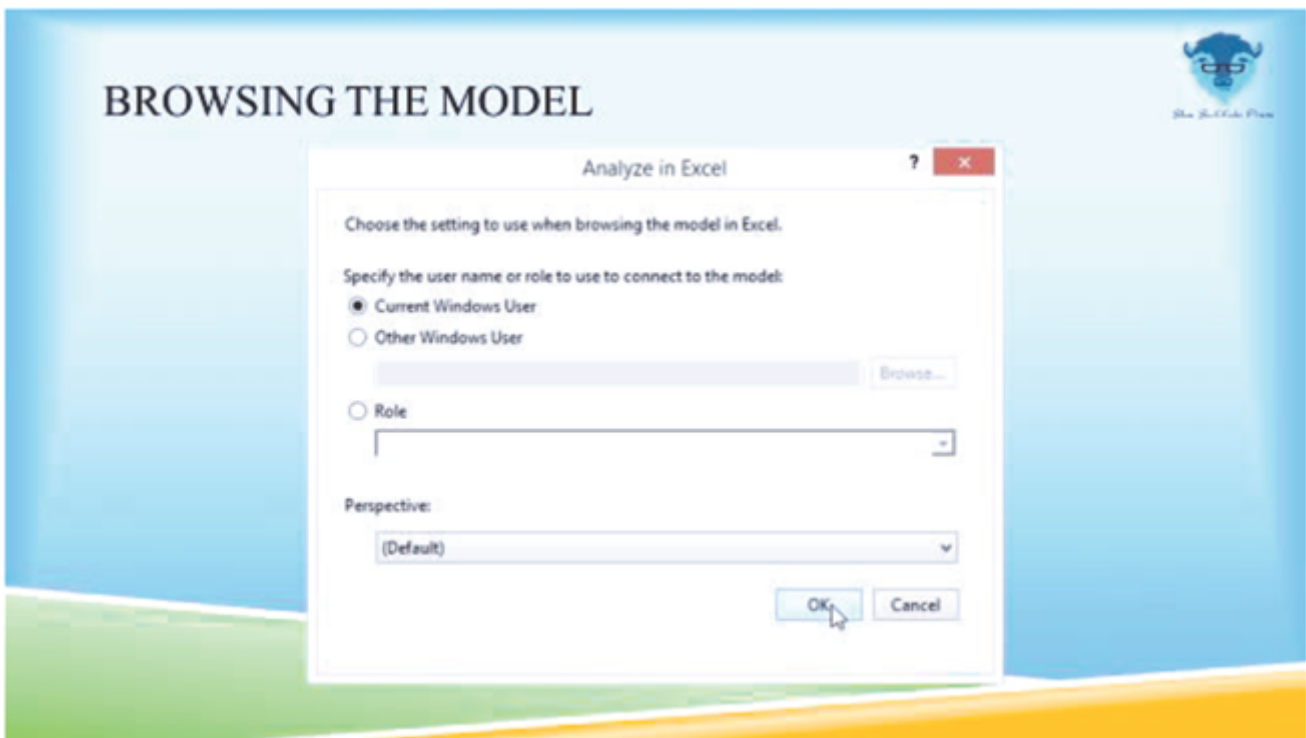 BROWSING THE MODEL
Analyze in Excel ?
Choose the setting to use when browsing the model in Excel.
Specify the user name or role to use to connect to the model:
Current Windows User
Other Windows User
Browse...
Role
Perspective:
(Default)
OK Cancel